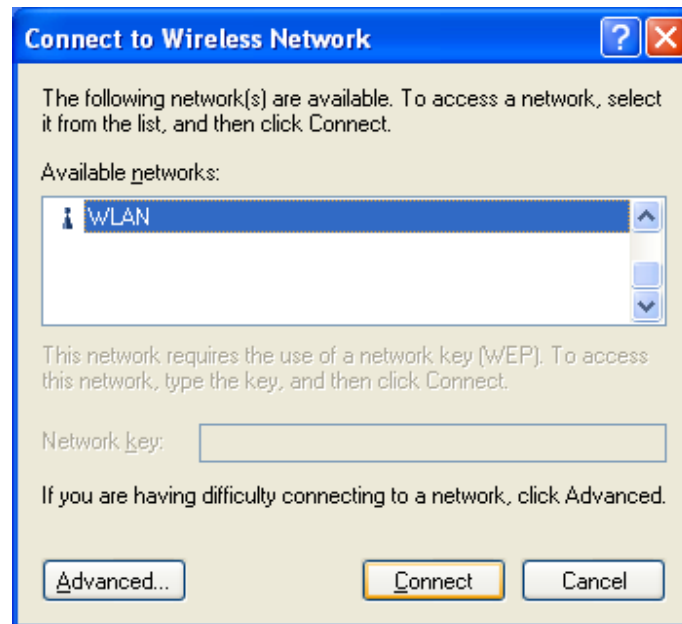 Connect to Wireless Network
The following network(s) are available. To access a network, select
it from the list, and then click Connect.
Available networks:
WLAN
This network requires the use of a network key (WEP). To access
this network, type the key, and then click Connect.
Network key:
If you are having difficulty connecting to a network, click Advanced.
Advanced... Connect Cancel